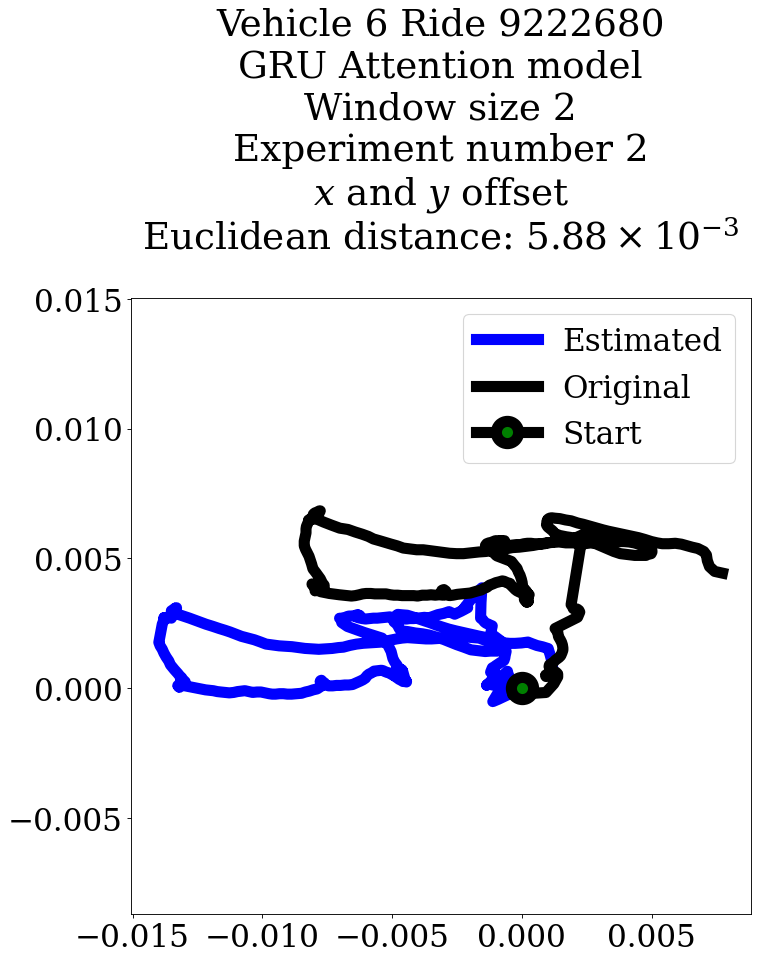 Vehicle 6 Ride 9222680
GRU Attention model
Window size 2
Experiment number 2
x and y offset
Euclidean distance: 5.88 × 10⁻³
0.015
Estimated
Original
0.010
Start
0.005
0.000
−0.005
−0.015 −0.010 −0.005 0.000 0.005